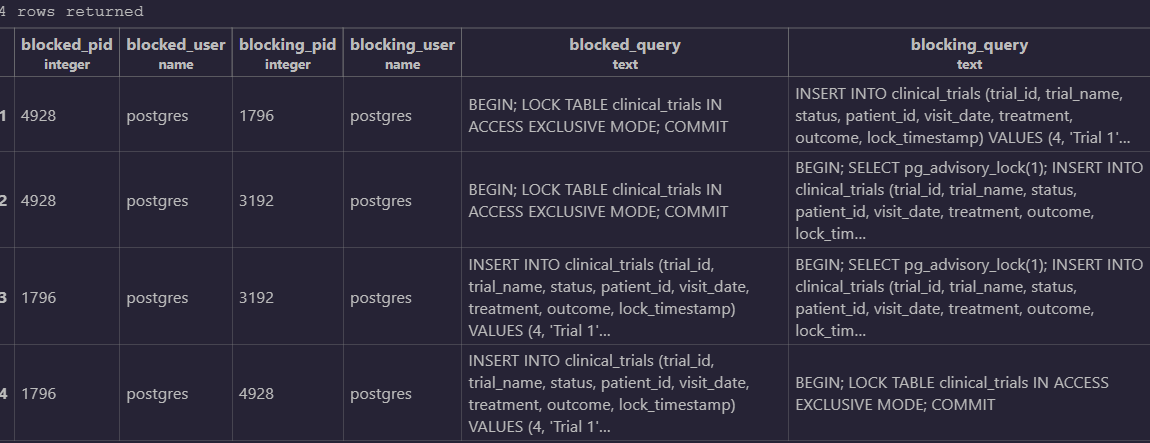 4 rows returned
blocked_pid blocked_user blocking_pid blocking_user blocked_query blocking_query
integer name integer name text text
1 4928 postgres 1796 postgres
BEGIN; LOCK TABLE clinical_trials IN
ACCESS EXCLUSIVE MODE; COMMIT
INSERT INTO clinical_trials (trial_id, trial_name,
status, patient_id, visit_date, treatment,
outcome, lock_timestamp) VALUES (4, 'Trial 1'...
2 4928 postgres 3192 postgres
BEGIN; LOCK TABLE clinical_trials IN
ACCESS EXCLUSIVE MODE; COMMIT
BEGIN; SELECT pg_advisory_lock(1); INSERT INTO
clinical_trials (trial_id, trial_name, status,
patient_id, visit_date, treatment, outcome,
lock_tim...
3 1796 postgres 3192 postgres
INSERT INTO clinical_trials (trial_id,
trial_name, status, patient_id, visit_date,
treatment, outcome, lock_timestamp)
VALUES (4, 'Trial 1'...
BEGIN; SELECT pg_advisory_lock(1); INSERT INTO
clinical_trials (trial_id, trial_name, status,
patient_id, visit_date, treatment, outcome,
lock_tim...
4 1796 postgres 4928 postgres
INSERT INTO clinical_trials (trial_id,
trial_name, status, patient_id, visit_date,
treatment, outcome, lock_timestamp)
VALUES (4, 'Trial 1'...
BEGIN; LOCK TABLE clinical_trials IN ACCESS
EXCLUSIVE MODE; COMMIT